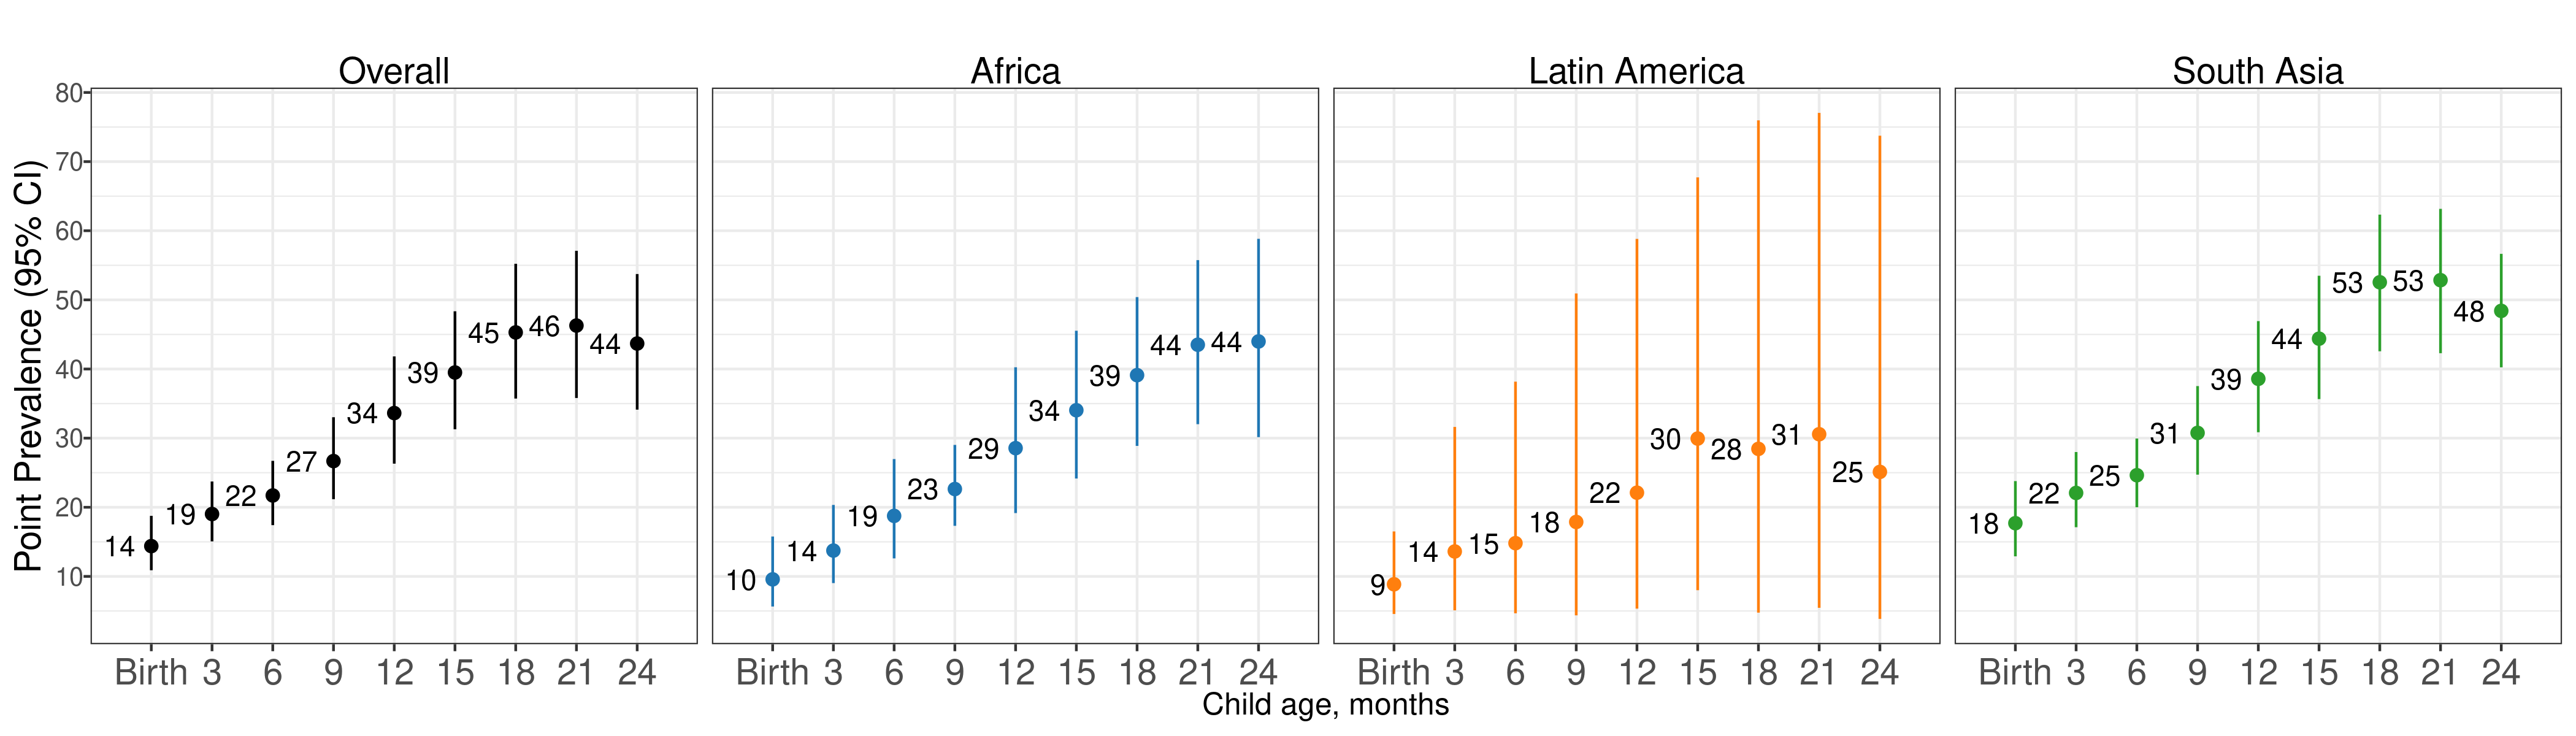 Overall
Africa
Latin America
South Asia
Point Prevalence (95% CI)
80
70
60
50
40
30
20
10
14 19 22 27 34 39 45 46 44
10 14 19 23 29 34 39 44 44
9 14 15 18 22 30 28 31 25
18 22 25 31 39 44 53 53 48
Birth 3 6 9 12 15 18 21 24
Birth 3 6 9 12 15 18 21 24
Birth 3 6 9 12 15 18 21 24
Birth 3 6 9 12 15 18 21 24
Child age, months